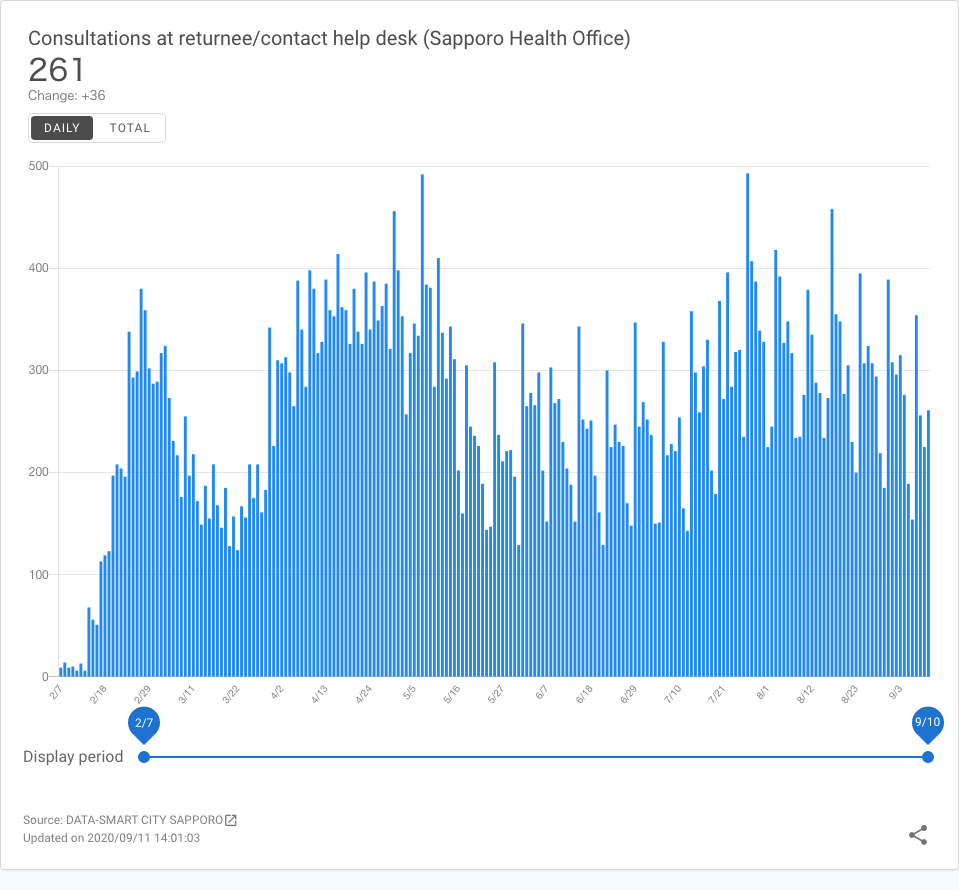 Consultations at returnee/contact help desk (Sapporo Health Office)
261
Change: +36
DAILY TOTAL
500
400
300
200
100
0
2/7 2/18 2/29 3/11 3/22 4/2 4/13 4/24 5/5 5/16 5/27 6/7 6/18 6/29 7/10 7/21 8/1 8/12 8/23 9/3
2/7 9/10
Display period
Source: DATA-SMART CITY SAPPORO
Updated on 2020/09/11 14:01:03